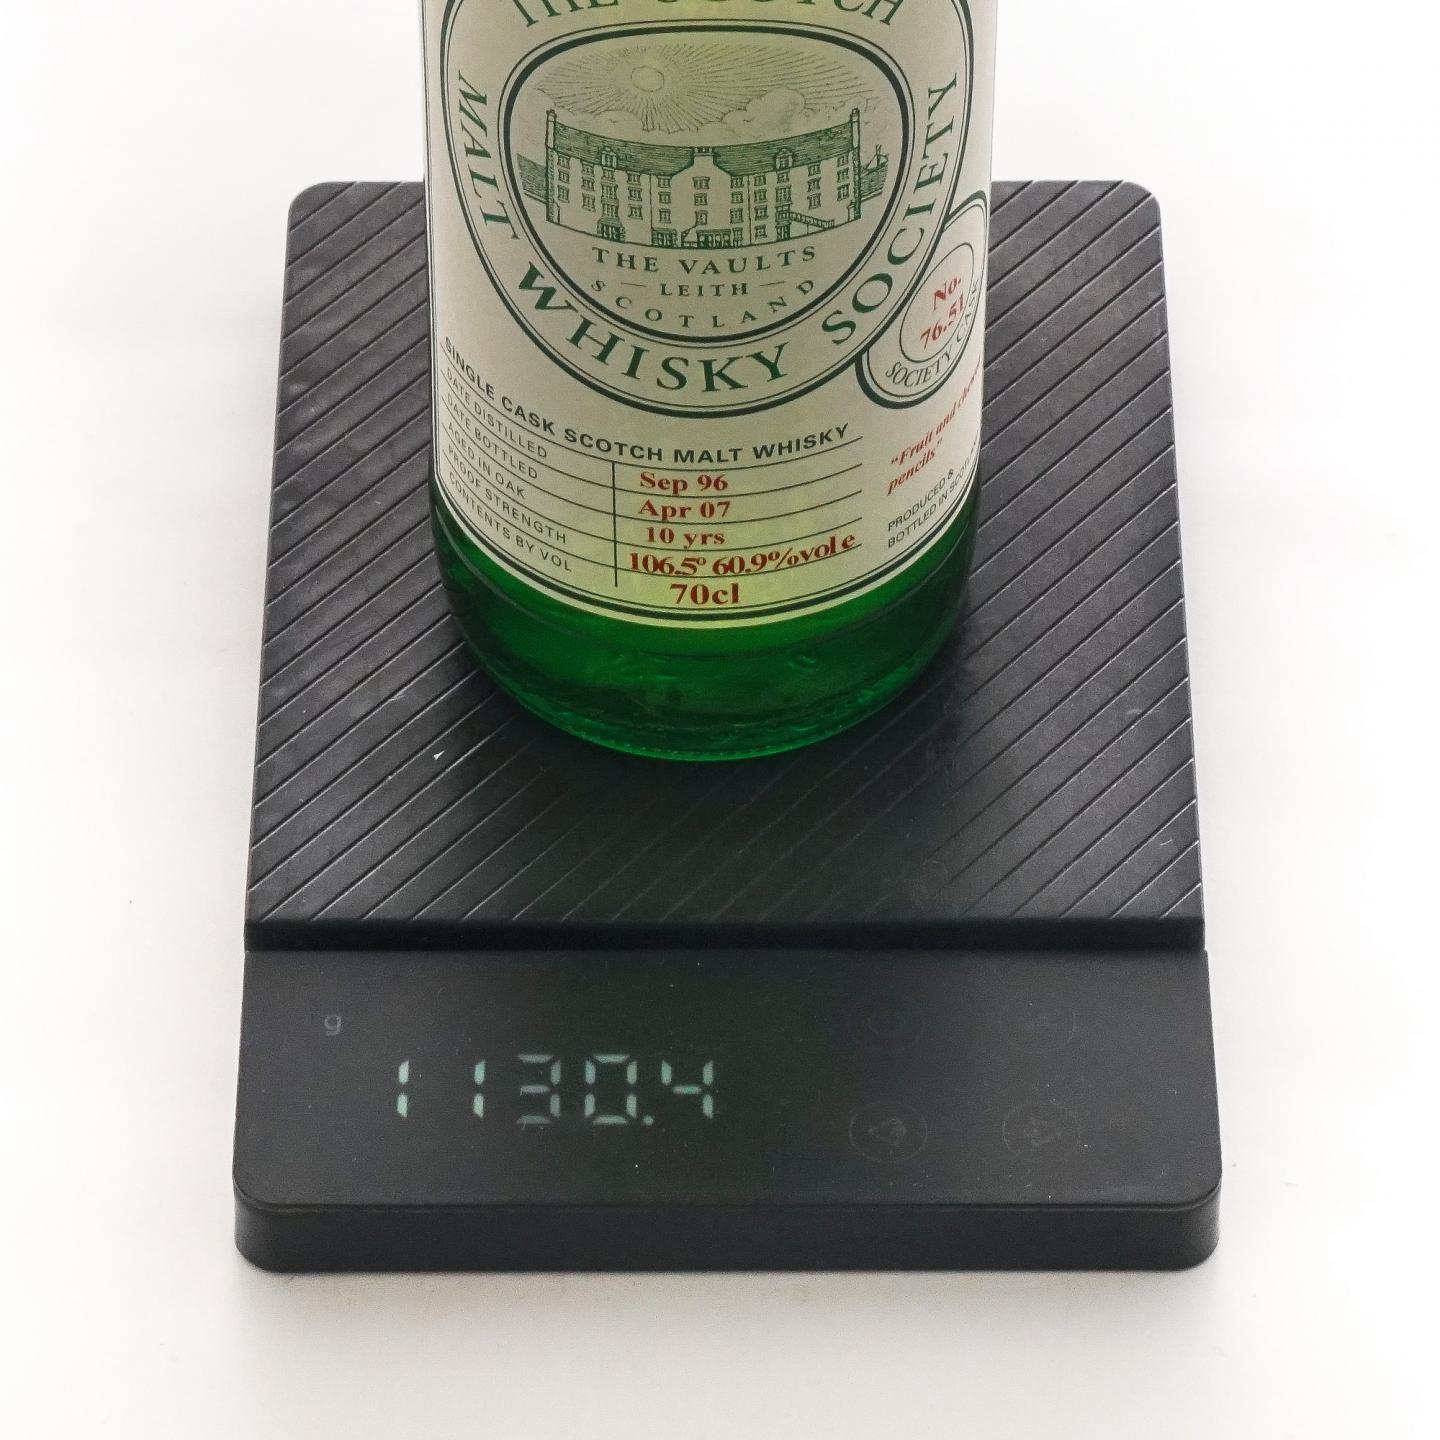 THE SCOTCH
MALT WHISKY SOCIETY
THE VAULTS
LEITH
SCOTLAND
No.
76.51
SOCIETY CASK
SINGLE CASK SCOTCH MALT WHISKY
DATE DISTILLED Sep 96
DATE BOTTLED Apr 07
AGED IN OAK 10 yrs
PROOF STRENGTH 106.5° 60.9%vol e
CONTENTS BY VOL 70cl
"Fruit and
pencils"
PRODUCED &
BOTTLED IN SCOTLAND
g
1130.4